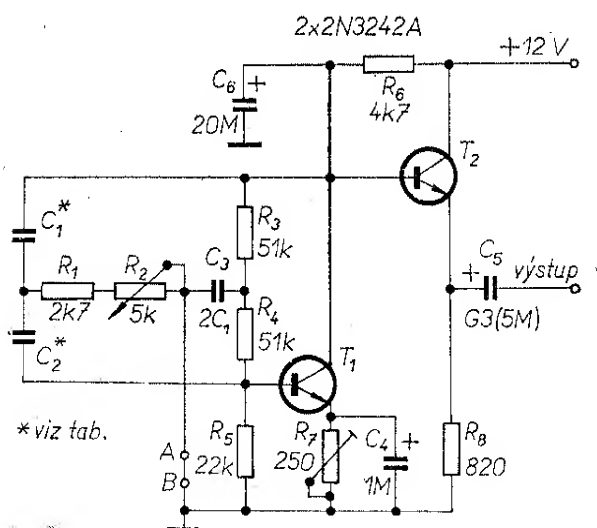 2x2N3242A
+12 V
C6 +
20M
R6
4k7
T2
C1*
R3
51k
R1
2k7
R2
5k
C3
2C1
R4
51k
C2*
C5
+
výstup
G3(5M)
T1
*viz tab.
A
B
R5
22k
R7
250
C4 +
1M
R8
820